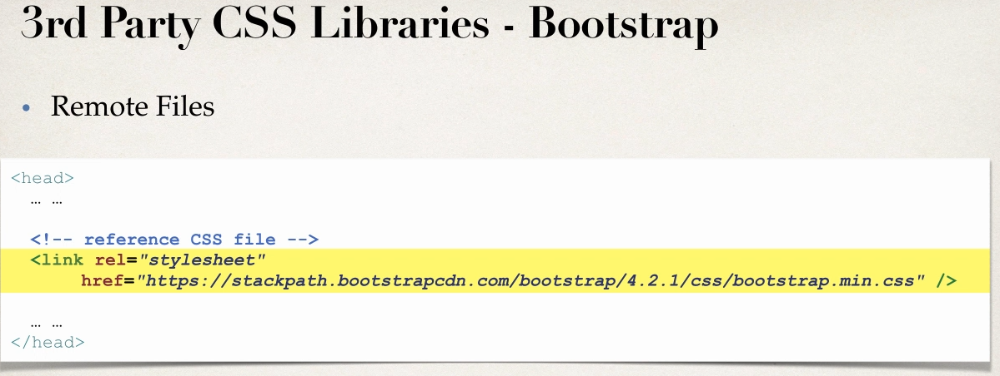 3rd Party CSS Libraries - Bootstrap
• Remote Files
<head>
… …
<!-- reference CSS file -->
<link rel="stylesheet"
href="https://stackpath.bootstrapcdn.com/bootstrap/4.2.1/css/bootstrap.min.css" />
… …
</head>